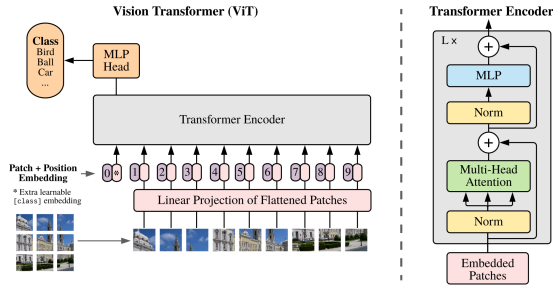 Vision Transformer (ViT)
Class
Bird
Ball
Car
...
MLP
Head
Transformer Encoder
Patch + Position
Embedding
0 * 1 2 3 4 5 6 7 8 9
* Extra learnable
[class] embedding
Linear Projection of Flattened Patches
Transformer Encoder
L x
+
MLP
Norm
+
Multi-Head
Attention
Norm
Embedded
Patches